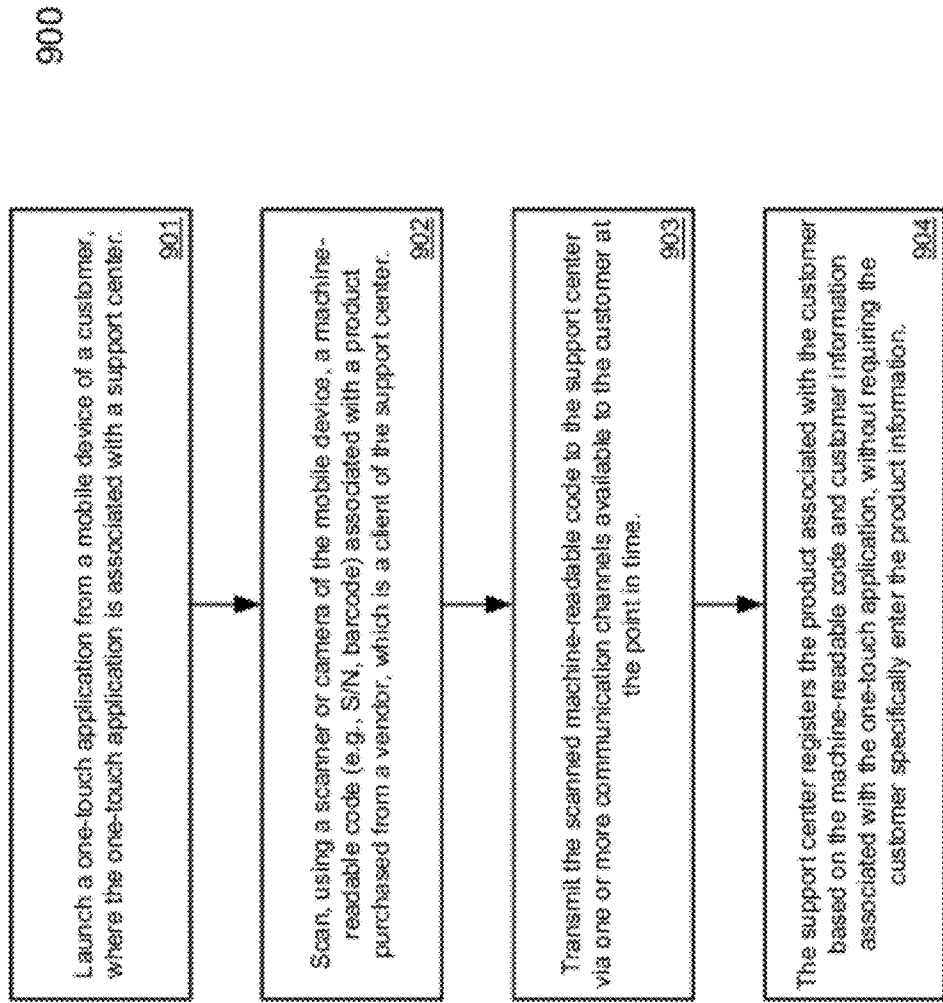 900
Launch a one-touch application from a mobile device of a customer,
where the one-touch application is associated with a support center.
901
Scan, using a scanner or camera of the mobile device, a machine-
readable code (e.g., S/N, barcode) associated with a product
purchased from a vendor, which is a client of the support center.
902
Transmit the scanned machine-readable code to the support center
via one or more communication channels available to the customer at
the point in time.
903
The support center registers the product associated with the customer
based on the machine-readable code and customer information
associated with the one-touch application, without requiring the
customer specifically enter the product information.
904